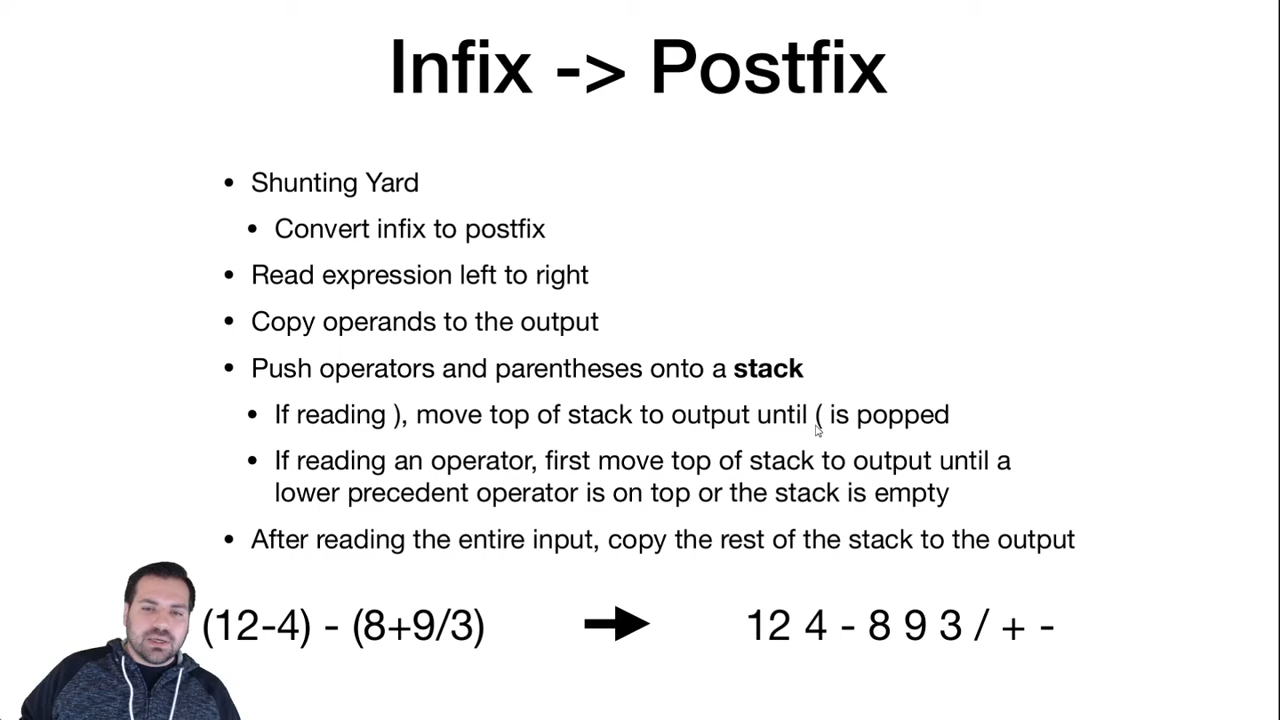 Infix -> Postfix
• Shunting Yard
• Convert infix to postfix
• Read expression left to right
• Copy operands to the output
• Push operators and parentheses onto a stack
• If reading ), move top of stack to output until ( is popped
• If reading an operator, first move top of stack to output until a
lower precedent operator is on top or the stack is empty
• After reading the entire input, copy the rest of the stack to the output
(12-4) - (8+9/3)
12 4 - 8 9 3 / + -